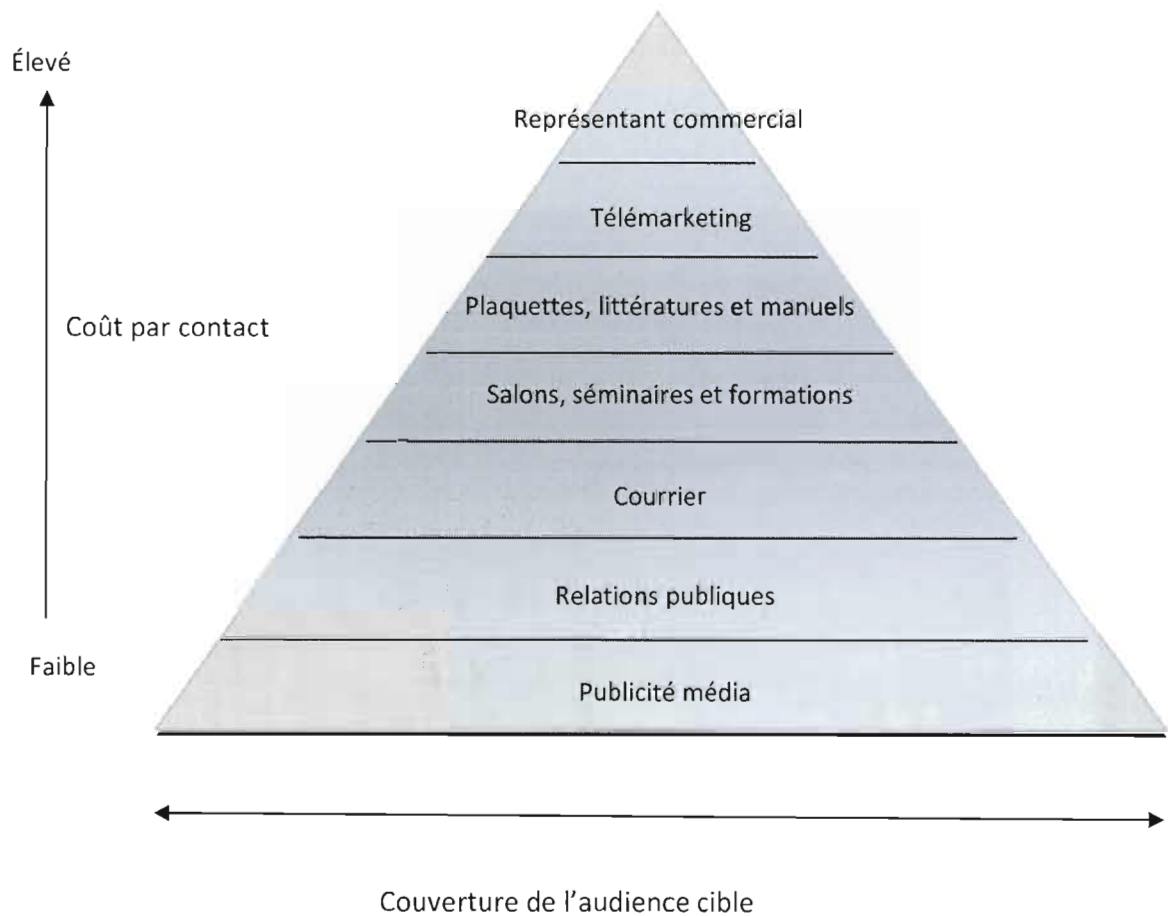 Élevé
Représentant commercial
Télémarketing
Plaquettes, littératures et manuels
Coût par contact
Salons, séminaires et formations
Courrier
Relations publiques
Faible
Publicité média
Couverture de l'audience cible